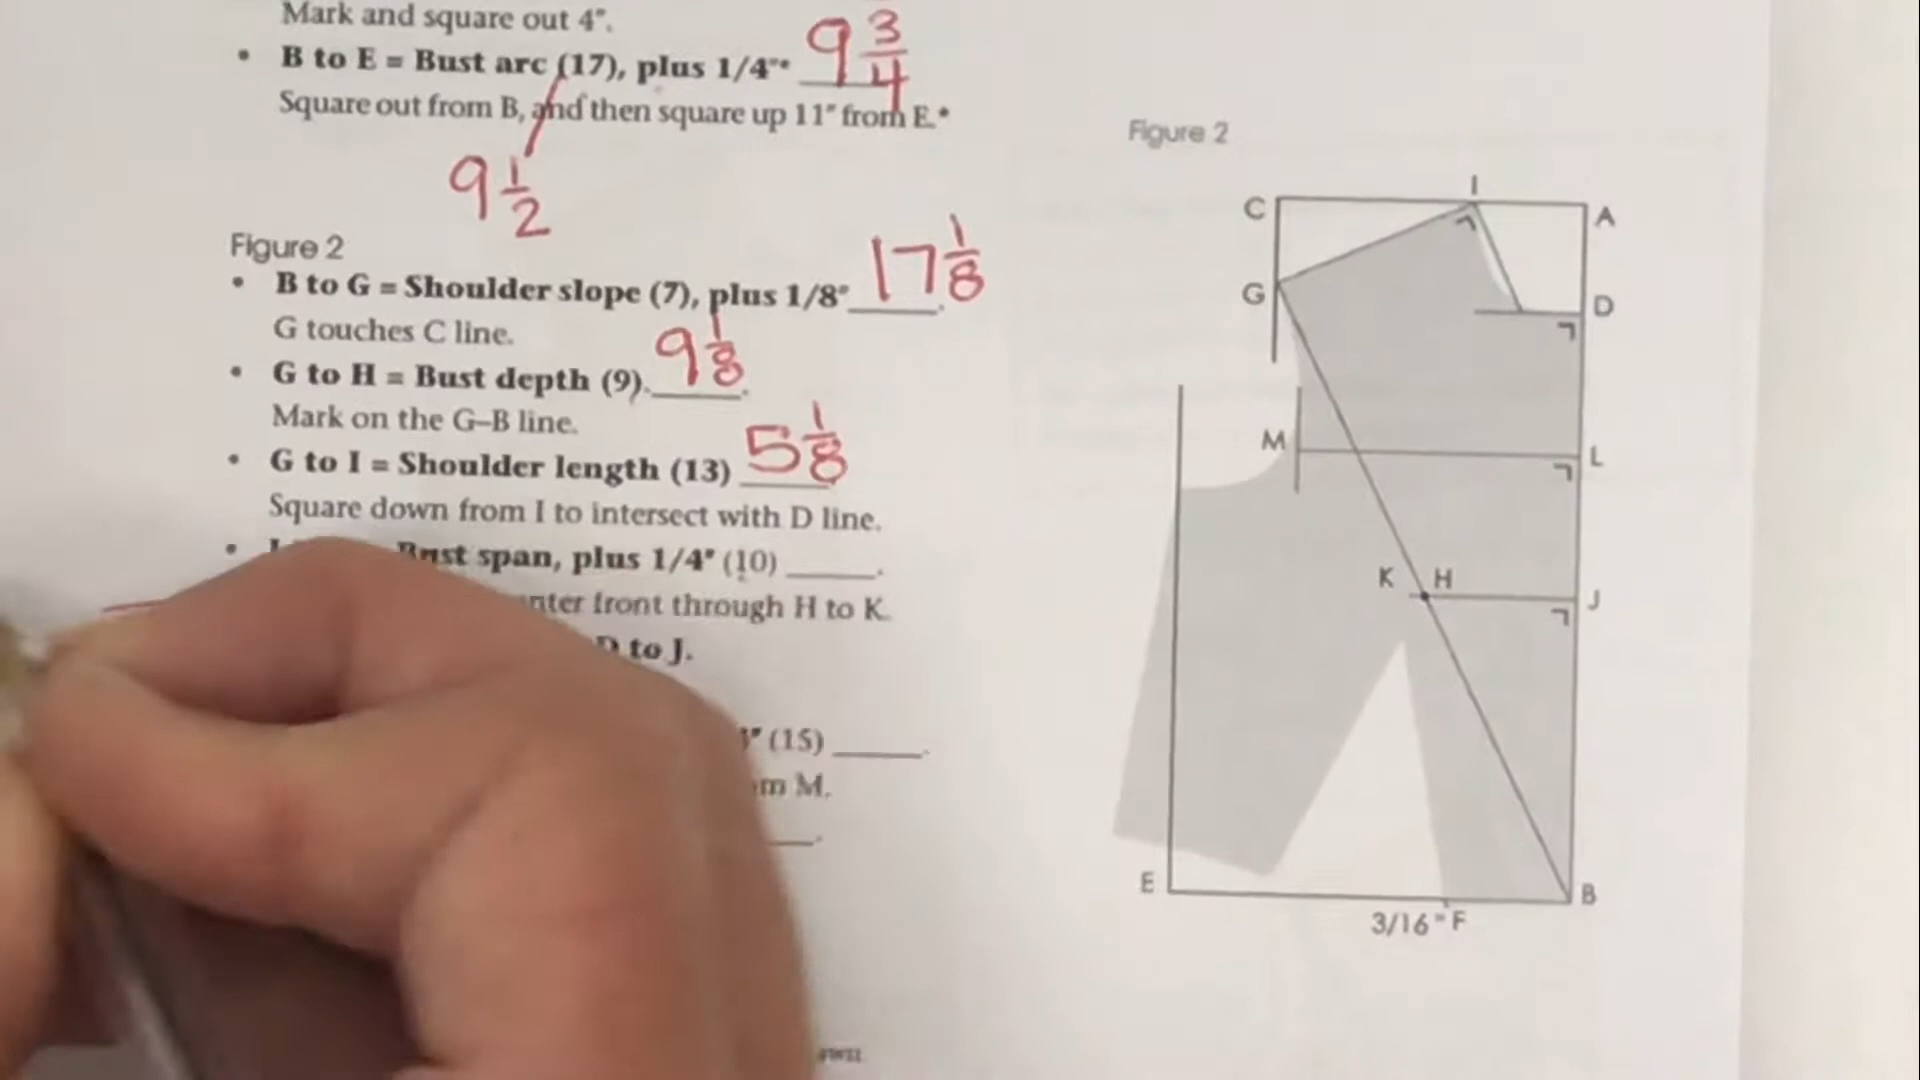 Mark and square out 4".
• B to E = Bust arc (17), plus 1/4"* 9 3/4
Square out from B, and then square up 11" from E.*
9 1/2
Figure 2
• B to G = Shoulder slope (7), plus 1/8" 17 1/8.
G touches C line.
• G to H = Bust depth (9). 9 1/8.
Mark on the G–B line.
• G to I = Shoulder length (13) 5 1/8.
Square down from I to intersect with D line.
• Bust span, plus 1/4" (10) _____.
front through H to K.
to J.
(15) _____.
M.
Figure 2
I
C
A
G
D
M
L
K
H
J
E
B
3/16" F